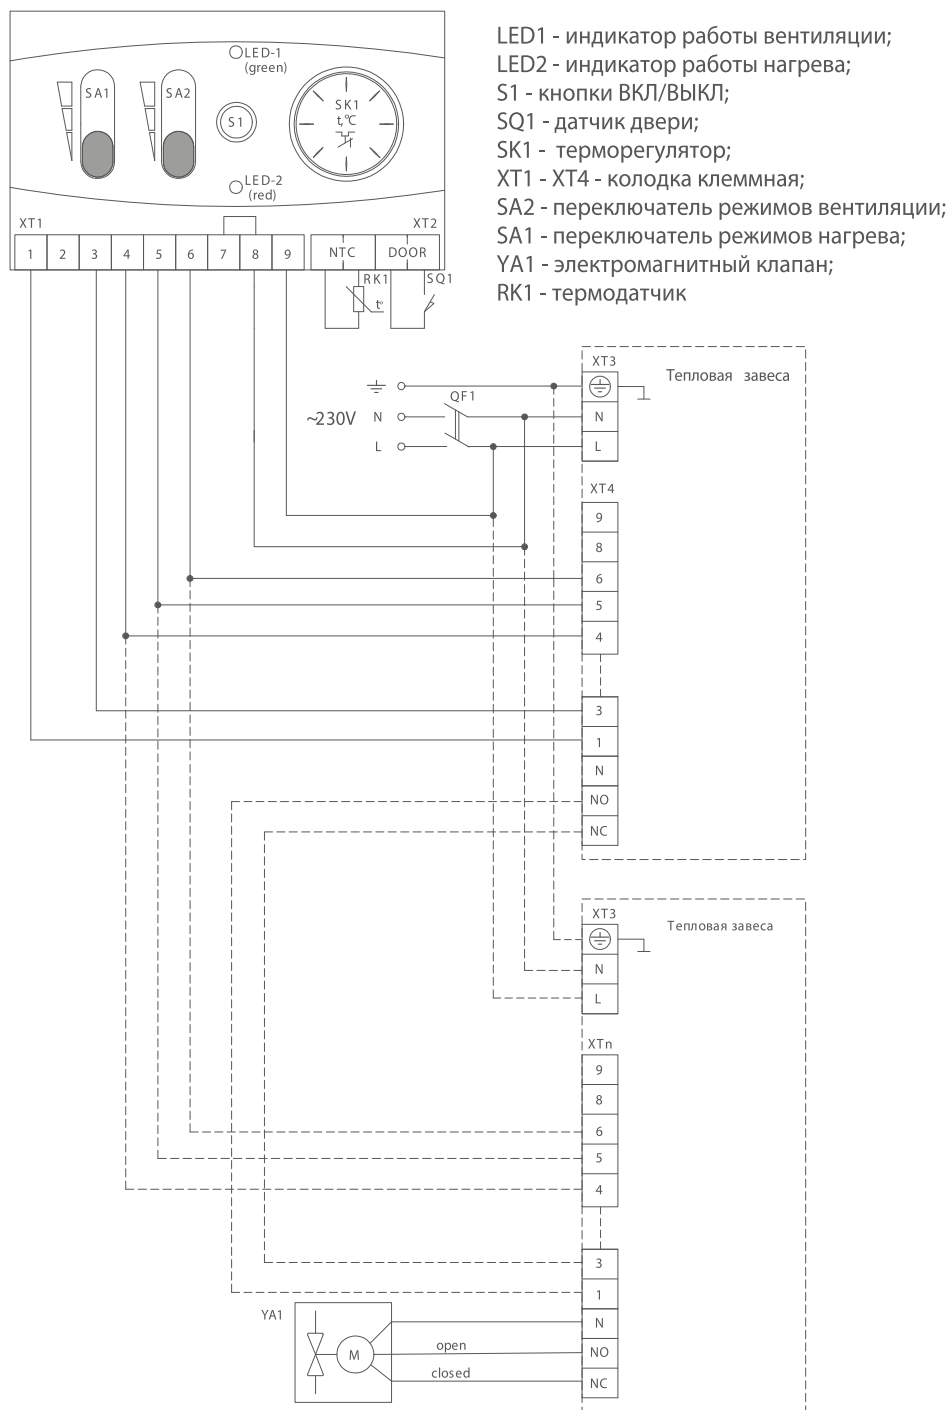 LED1 - индикатор работы вентиляции;
LED2 - индикатор работы нагрева;
S1 - кнопки ВКЛ/ВЫКЛ;
SQ1 - датчик двери;
SK1 - терморегулятор;
XT1 - XT4 - колодка клеммная;
SA2 - переключатель режимов вентиляции;
SA1 - переключатель режимов нагрева;
YA1 - электромагнитный клапан;
RK1 - термодатчик
LED-1
(green)
SA1
SA2
S1
SK1
t,°C
LED-2
(red)
XT1
XT2
1 2 3 4 5 6 7 8 9
NTC
DOOR
RK1
t°
SQ1
~230V
N
L
QF1
XT3
Тепловая завеса
N
L
XT4
9
8
6
5
4
3
1
N
NO
NC
XT3
Тепловая завеса
N
L
XTn
9
8
6
5
4
3
1
N
NO
NC
YA1
M
open
closed